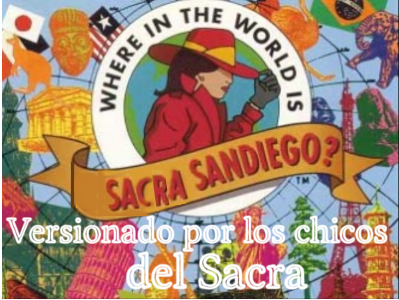 WHERE IN THE WORLD IS
SACRA SANDIEGO?
TM
Versionado por los chicos
del Sacra